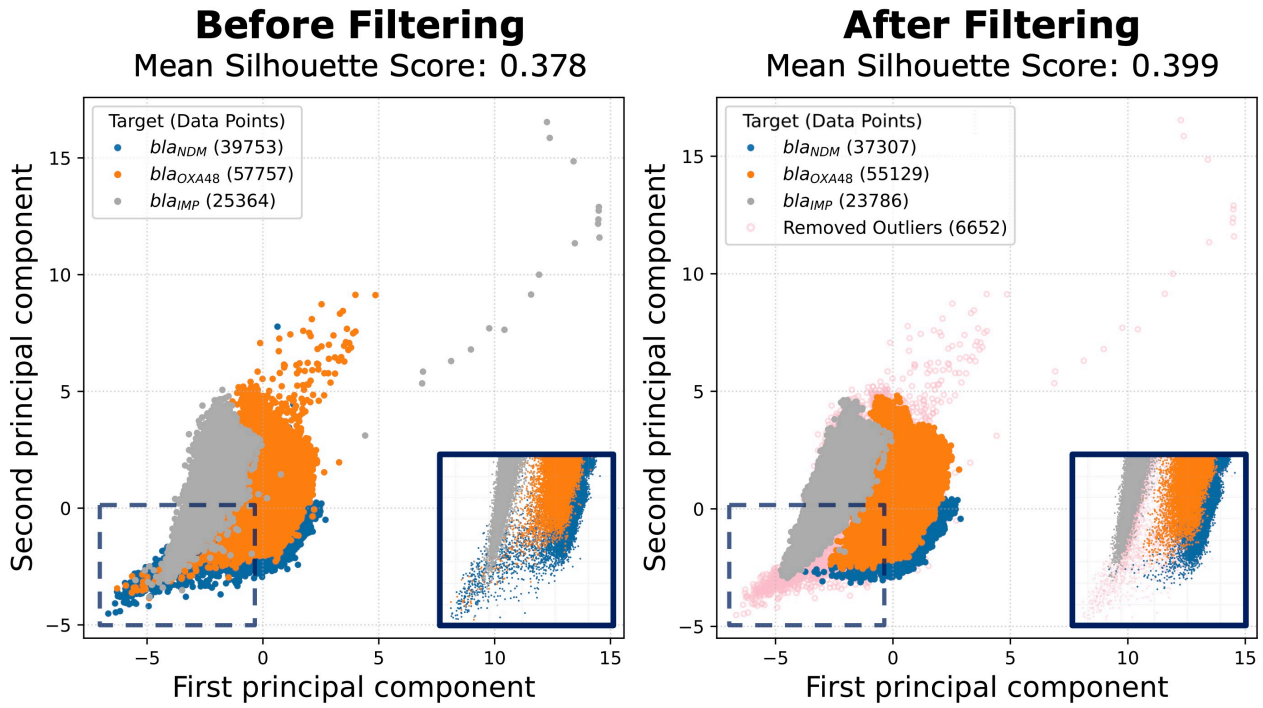 Before Filtering
Mean Silhouette Score: 0.378
Target (Data Points)
bla_NDM (39753)
bla_OXA48 (57757)
bla_IMP (25364)
Second principal component
15
10
5
0
−5
−5 0 5 10 15
First principal component
After Filtering
Mean Silhouette Score: 0.399
Target (Data Points)
bla_NDM (37307)
bla_OXA48 (55129)
bla_IMP (23786)
Removed Outliers (6652)
Second principal component
15
10
5
0
−5
−5 0 5 10 15
First principal component